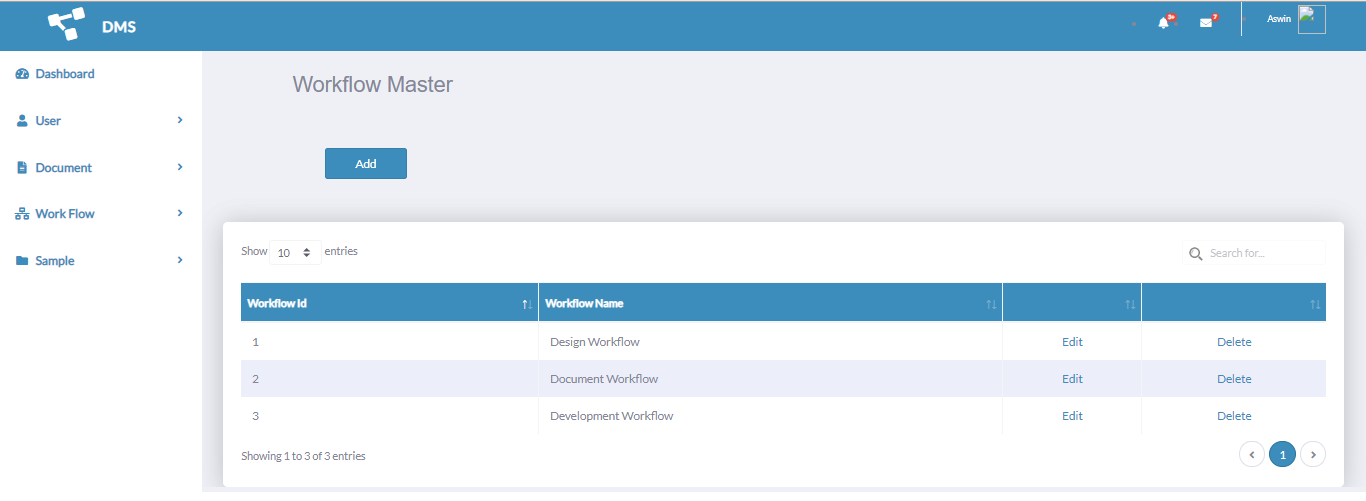 DMS
3+
7
Aswin
Dashboard
User
Document
Work Flow
Sample
Workflow Master
Add
Show 10 entries
Search for...
Workflow Id Workflow Name
1 Design Workflow Edit Delete
2 Document Workflow Edit Delete
3 Development Workflow Edit Delete
Showing 1 to 3 of 3 entries
1